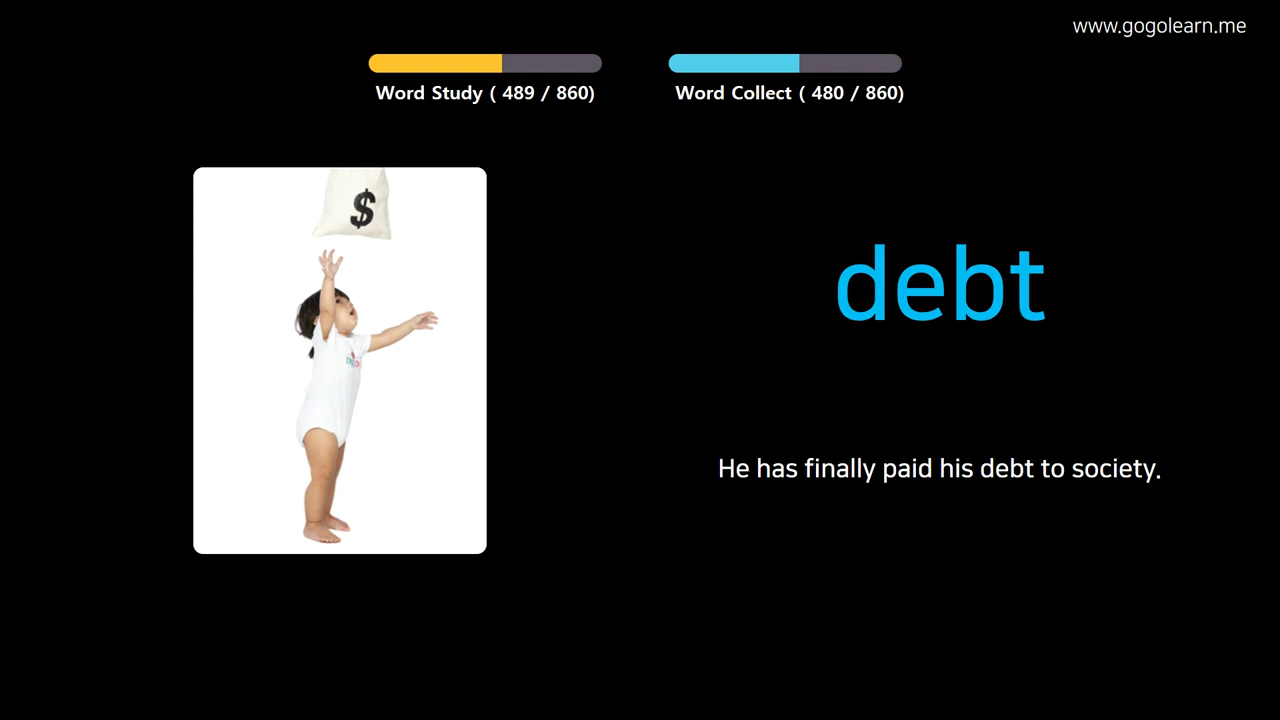 www.gogolearn.me
Word Study ( 489 / 860)
Word Collect ( 480 / 860)
$
debt
He has finally paid his debt to society.